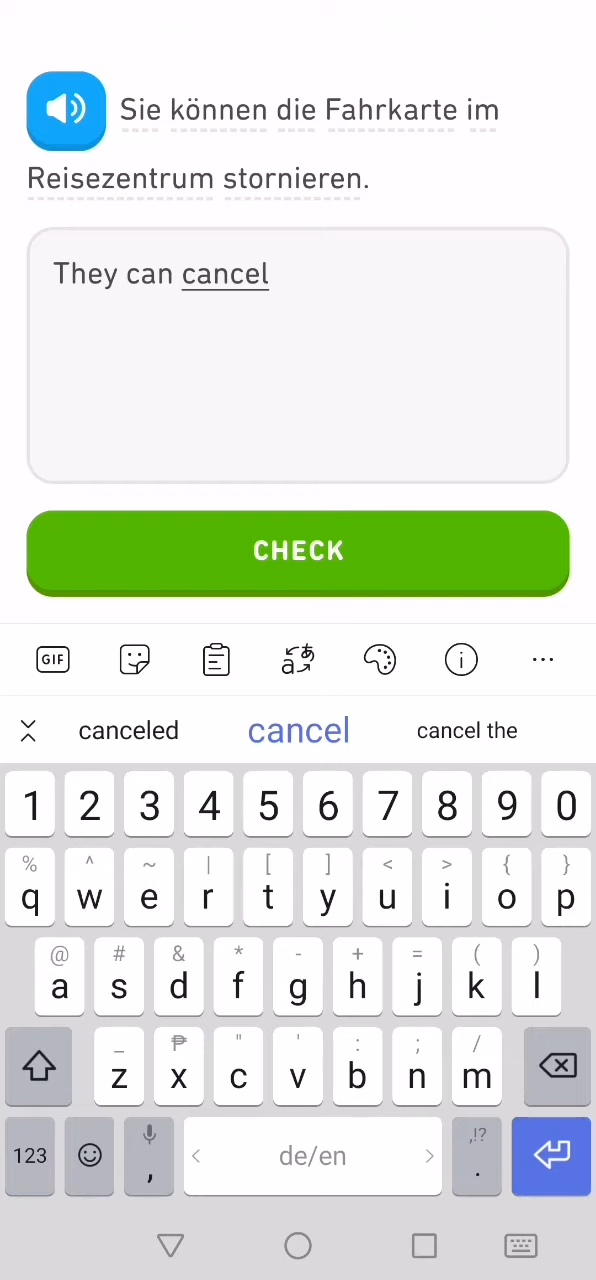 Sie können die Fahrkarte im
Reisezentrum stornieren.
They can cancel
CHECK
GIF
canceled cancel cancel the
1 2 3 4 5 6 7 8 9 0
% ^ ~ | [ ] < > { }
q w e r t y u i o p
@ # & * - + = ( )
a s d f g h j k l
_ ₱ " ' : ; /
z x c v b n m
,!?
123 , < de/en > .